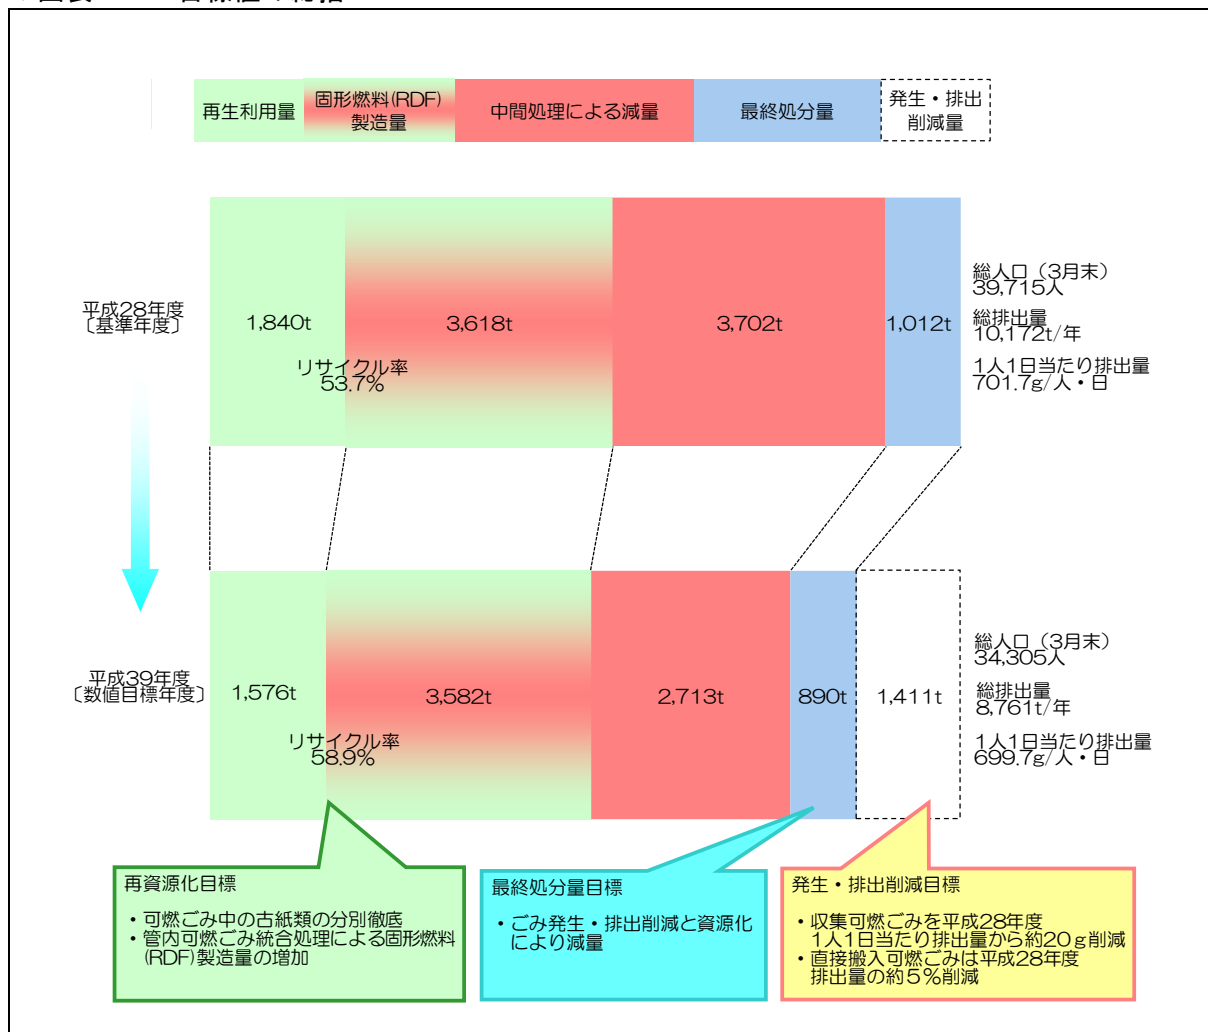 再生利用量
固形燃料(RDF)
製造量
中間処理による減量
最終処分量
発生・排出
削減量
平成28年度
〔基準年度〕
1,840t
3,618t
3,702t
1,012t
リサイクル率
53.7%
総人口（3月末）
39,715人
総排出量
10,172t/年
1人1日当たり排出量
701.7g/人・日
平成39年度
〔数値目標年度〕
1,576t
3,582t
2,713t
890t
1,411t
リサイクル率
58.9%
総人口（3月末）
34,305人
総排出量
8,761t/年
1人1日当たり排出量
699.7g/人・日
再資源化目標
・可燃ごみ中の古紙類の分別徹底
・管内可燃ごみ統合処理による固形燃料
(RDF)製造量の増加
最終処分量目標
・ごみ発生・排出削減と資源化
により減量
発生・排出削減目標
・収集可燃ごみを平成28年度
1人1日当たり排出量から約20ｇ削減
・直接搬入可燃ごみは平成28年度
排出量の約５％削減